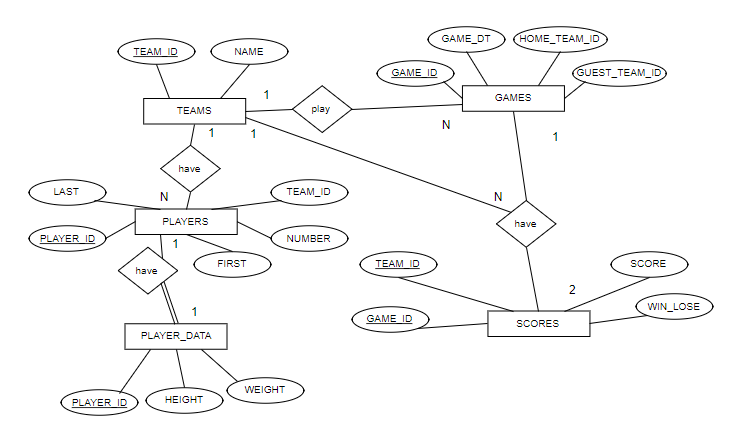 GAME_DT
HOME_TEAM_ID
TEAM_ID
NAME
GAME_ID
GUEST_TEAM_ID
1
TEAMS
play
GAMES
1
1
N
1
have
LAST
N
TEAM_ID
N
PLAYERS
have
PLAYER_ID
1
NUMBER
FIRST
have
TEAM_ID
SCORE
2
1
GAME_ID
SCORES
WIN_LOSE
PLAYER_DATA
PLAYER_ID
HEIGHT
WEIGHT